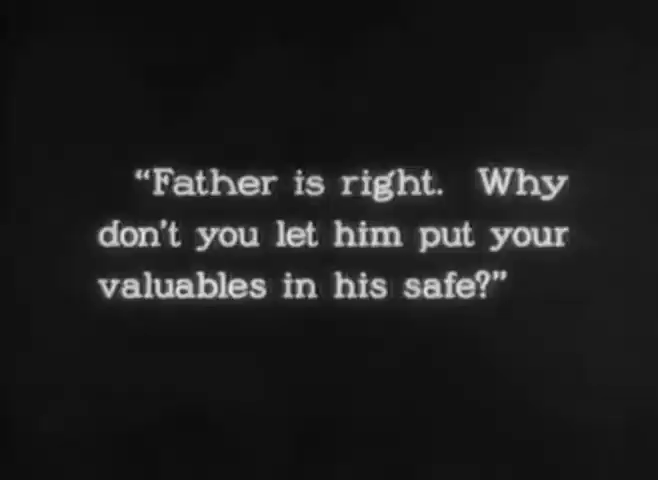 “Father is right. Why
don't you let him put your
valuables in his safe?”